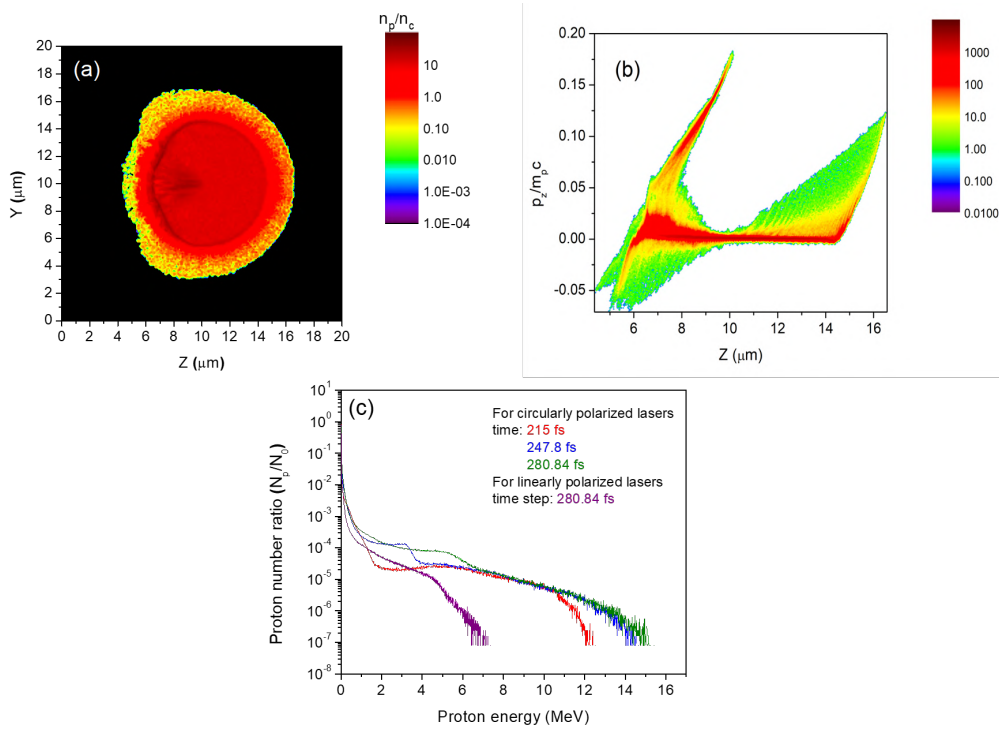 (a)
n_p/n_c
10
1.0
0.10
0.010
1.0E-03
1.0E-04
20
18
16
14
12
10
8
6
4
2
0
Y (μm)
0 2 4 6 8 10 12 14 16 18 20
Z (μm)
(b)
1000
100
10.0
1.00
0.100
0.0100
0.20
0.15
0.10
0.05
0.00
-0.05
p_z/m_pc
6 8 10 12 14 16
Z (μm)
(c)
For circularly polarized lasers
time: 215 fs
247.8 fs
280.84 fs
For linearly polarized lasers
time step: 280.84 fs
10^1
10^0
10^-1
10^-2
10^-3
10^-4
10^-5
10^-6
10^-7
10^-8
Proton number ratio (N_p/N_0)
0 2 4 6 8 10 12 14 16
Proton energy (MeV)